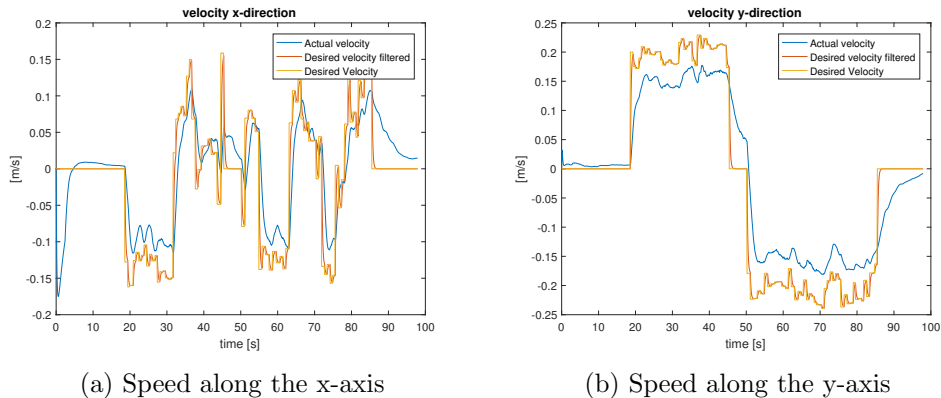 velocity x-direction
0.2
0.15
0.1
0.05
0
-0.05
-0.1
-0.15
-0.2
[m/s]
Actual velocity
Desired velocity filtered
Desired Velocity
0 10 20 30 40 50 60 70 80 90 100
time [s]
(a) Speed along the x-axis
velocity y-direction
0.25
0.2
0.15
0.1
0.05
0
-0.05
-0.1
-0.15
-0.2
-0.25
[m/s]
Actual velocity
Desired velocity filtered
Desired Velocity
0 10 20 30 40 50 60 70 80 90 100
time [s]
(b) Speed along the y-axis